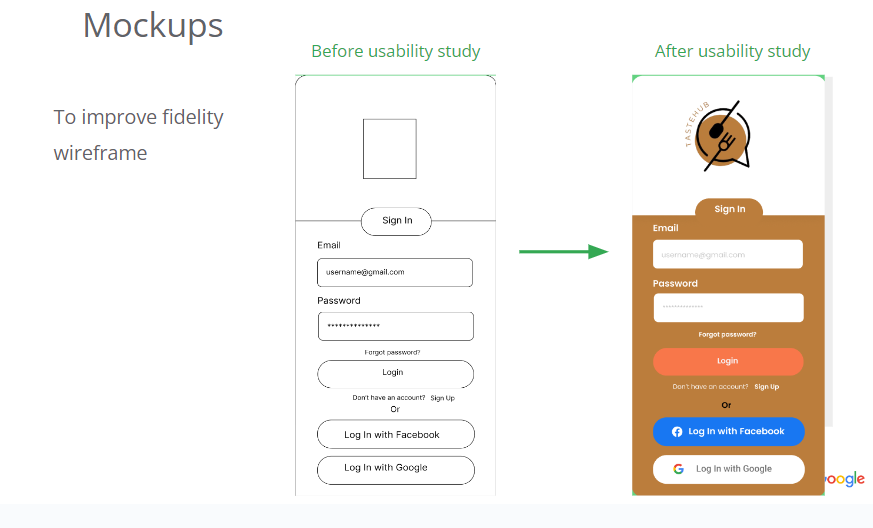 Mockups
To improve fidelity
wireframe
Before usability study
Sign In
Email
username@gmail.com
Password
**************
Forgot password?
Login
Don't have an account? Sign Up
Or
Log In with Facebook
Log In with Google
After usability study
TASTEHUB
Sign In
Email
username@gmail.com
Password
**************
Forgot password?
Login
Don't have an account? Sign Up
Or
Log In with Facebook
G Log In with Google
oogle